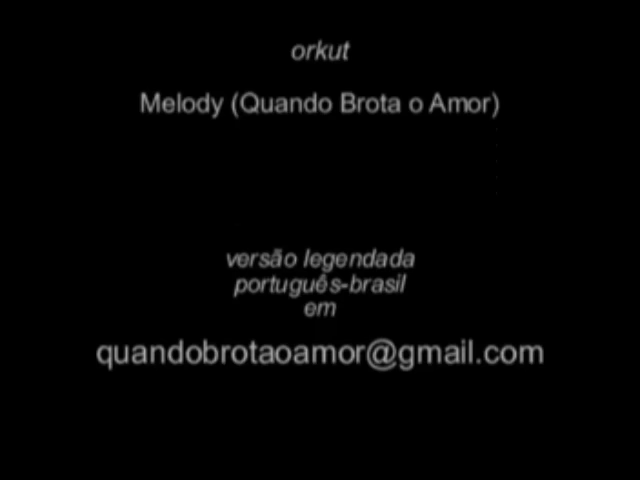 orkut
Melody (Quando Brota o Amor)
versão legendada
português-brasil
em
quandobrotaoamor@gmail.com